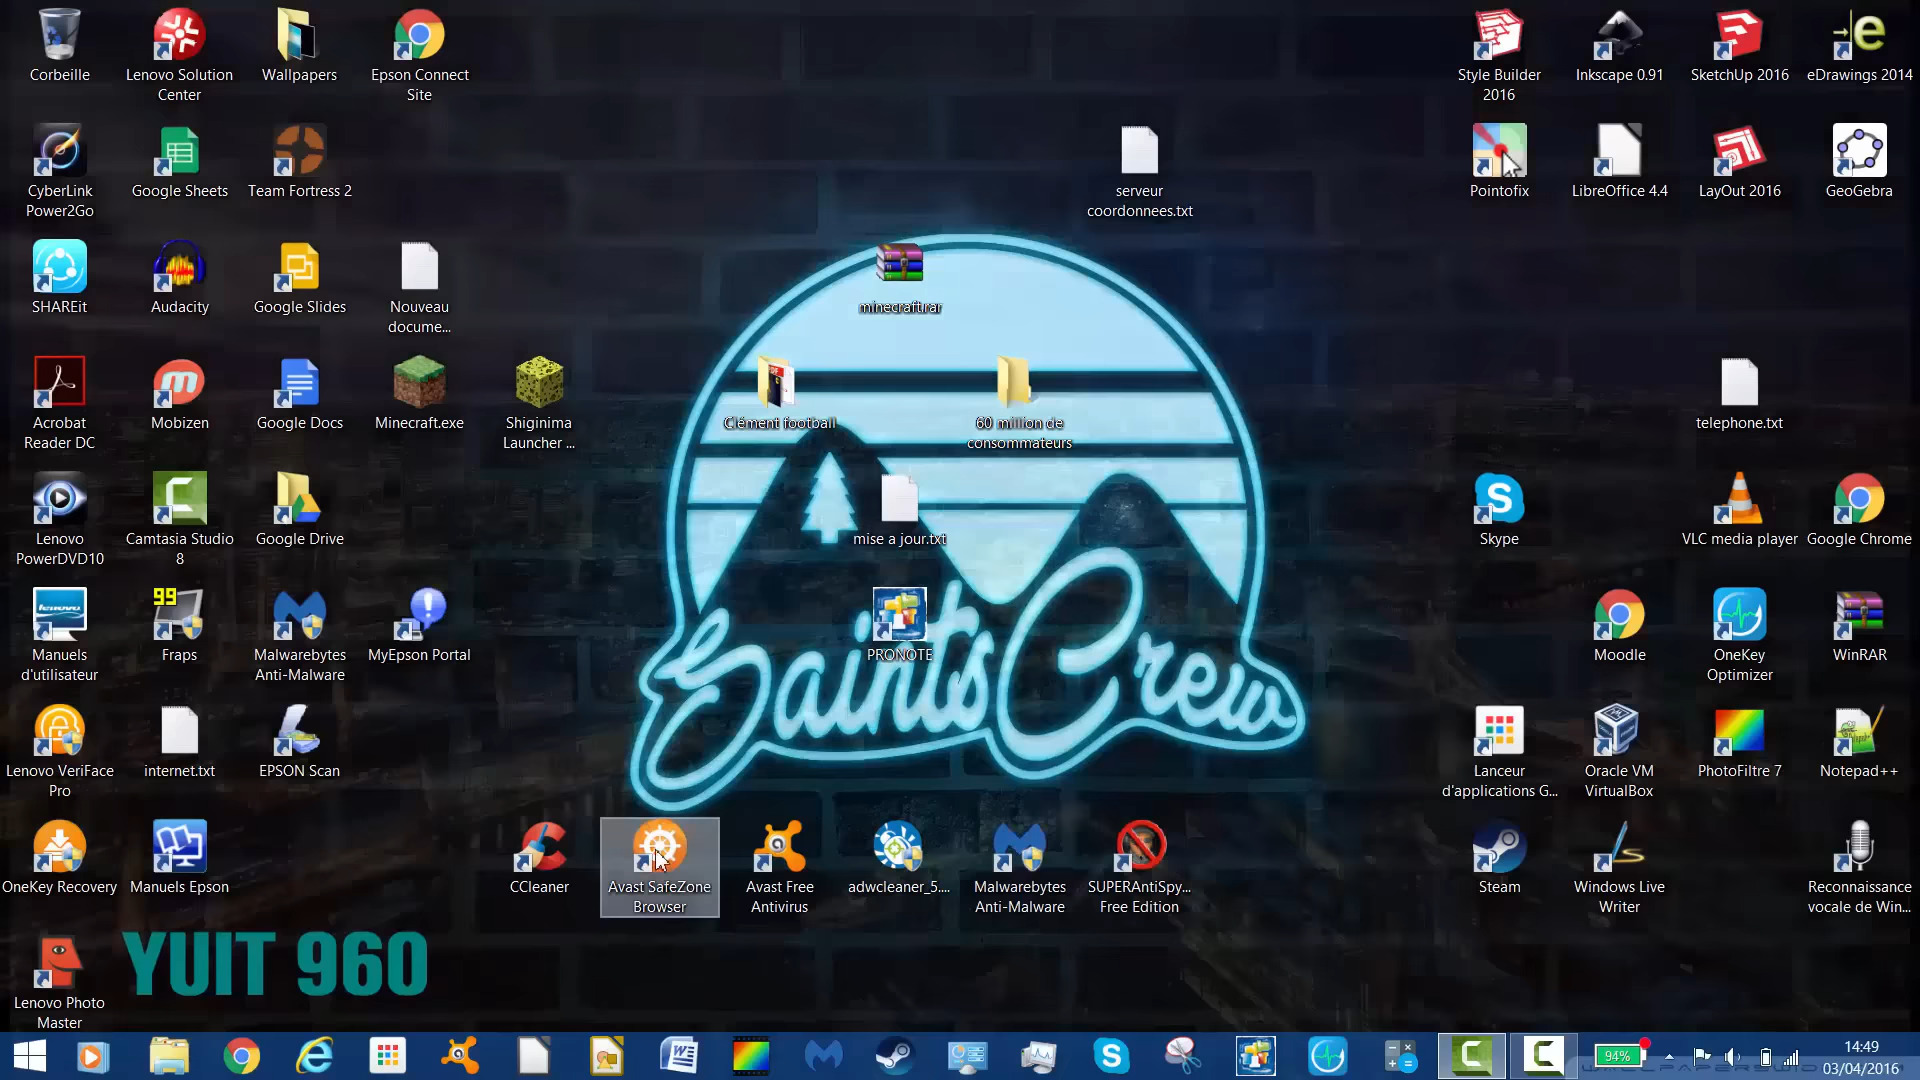 Corbeille
Lenovo Solution
Center
Wallpapers
Epson Connect
Site
Style Builder
2016
Inkscape 0.91
SketchUp 2016
eDrawings 2014
CyberLink
Power2Go
Google Sheets
Team Fortress 2
serveur
coordonnees.txt
Pointofix
LibreOffice 4.4
LayOut 2016
GeoGebra
SHAREit
Audacity
Google Slides
Nouveau
docume...
minecraftirar
Acrobat
Reader DC
Mobizen
Google Docs
Minecraft.exe
Shiginima
Launcher ...
Clément football
60 million de
consommateurs
telephone.txt
Lenovo
PowerDVD10
Camtasia Studio
8
Google Drive
mise a jour.txt
Skype
VLC media player
Google Chrome
99
lenovo
Manuels
d'utilisateur
Fraps
Malwarebytes
Anti-Malware
MyEpson Portal
PRONOTE
Saints Crew
Moodle
OneKey
Optimizer
WinRAR
Lenovo VeriFace
Pro
internet.txt
EPSON Scan
Lanceur
d'applications G...
Oracle VM
VirtualBox
PhotoFiltre 7
Notepad++
OneKey Recovery
Manuels Epson
CCleaner
Avast SafeZone
Browser
Avast Free
Antivirus
adwcleaner_5....
Malwarebytes
Anti-Malware
SUPERAntiSpy...
Free Edition
Steam
Windows Live
Writer
Reconnaissance
vocale de Win...
Lenovo Photo
Master
YUIT 960
94%
14:49
03/04/2016